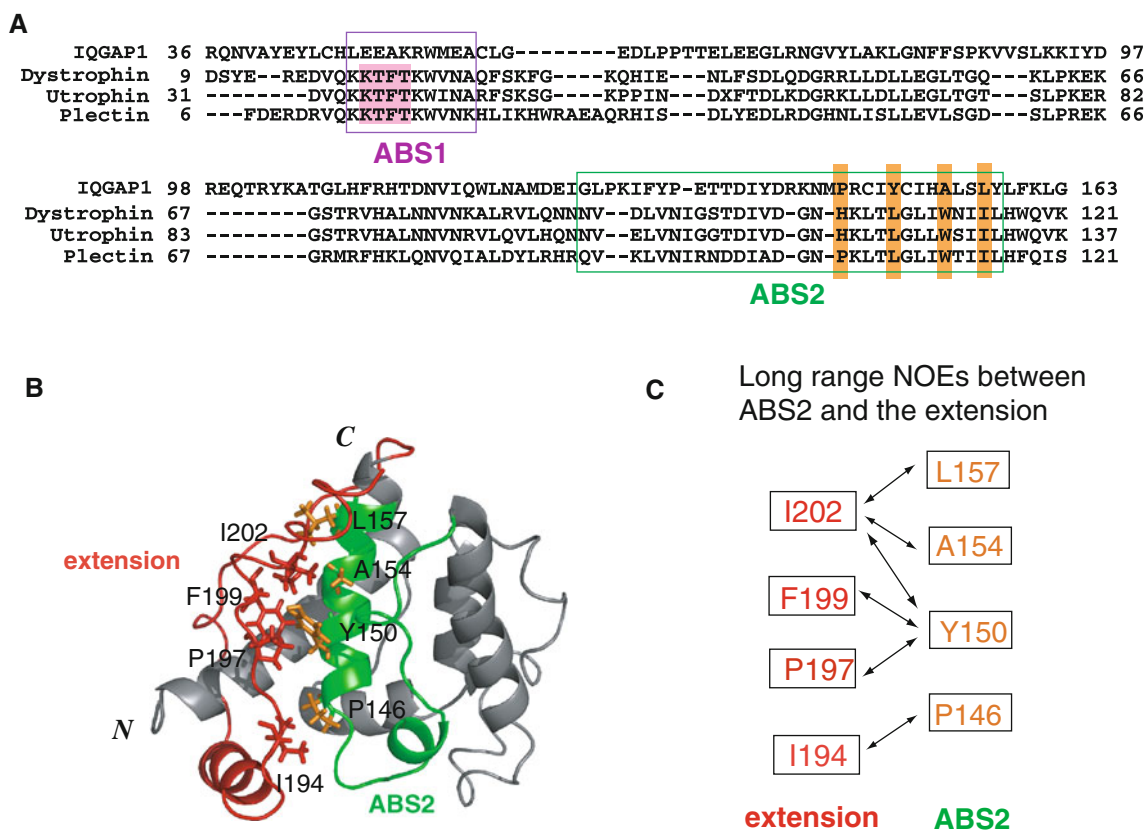 A
IQGAP1 36 RQNVAYEYLCHLEEAKRWMEACLG--------EDLPPTTELEEGLRNGVYLAKLGNFFSPKVVSLKKIYD 97
Dystrophin 9 DSYE--REDVQKKTFTKWVNAQFSKFG---KQHIE--NLFSDLQDGRRLLDLLEGLTGQ---KLPKEK 66
Utrophin 31 DVQKKTFTKWINARFSKSG---KPPIN--DXFTDLKDGRKLLDLLEGLTGT---SLPKER 82
Plectin 6 --FDERDRVQKKTFTKWVNKHLIKHWRAEAQRHIS--DLYEDLRDGHNLISLLEVLSGD---SLPREK 66
ABS1
IQGAP1 98 REQTRYKATGLHFRHTDNVIQWLNAMDEIGLPKIFYP-ETTDIYDRKNMPRCIYCIHALSLYLFKLG 163
Dystrophin 67 --------GSTRVHALNNVNKALRVLQNNNV--DLVNIGSTDIVD-GN-HKLTLGLIWNIILHWQVK 121
Utrophin 83 --------GSTRVHALNNVNRVLQVLHQNNV--ELVNIGGTDIVD-GN-HKLTLGLLWSIILHWQVK 137
Plectin 67 --------GRMRFHKLQNVQIALDYLRHRQV--KLVNIRNDDIADGN-PKLTLGLIWTIILHFQIS 121
ABS2
B
C
I202
L157
extension
A154
F199
Y150
P197
P146
N
I194
ABS2
C
Long range NOEs between
ABS2 and the extension
L157
I202
A154
F199
Y150
P197
P146
I194
extension ABS2